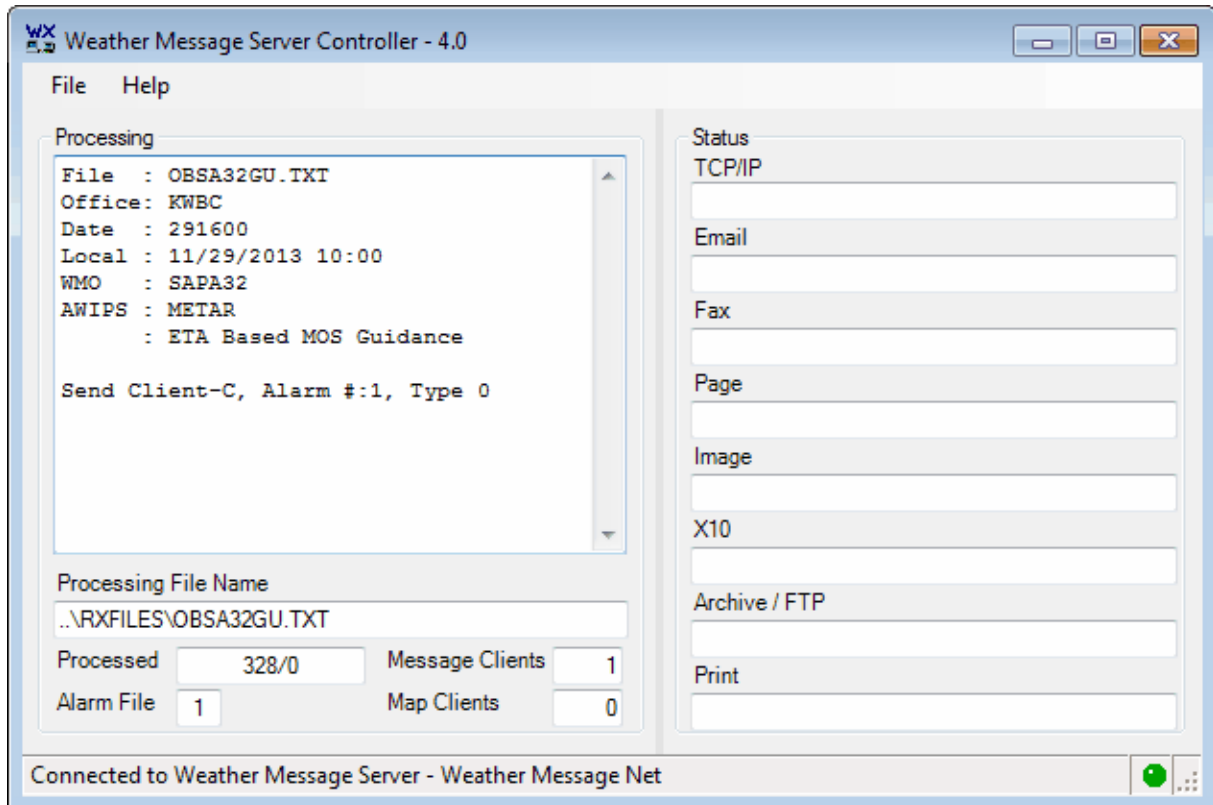 WX Weather Message Server Controller - 4.0
File Help
Processing
File : OBSA32GU.TXT
Office: KWBC
Date : 291600
Local : 11/29/2013 10:00
WMO : SAPA32
AWIPS : METAR
: ETA Based MOS Guidance
Send Client-C, Alarm #:1, Type 0
Processing File Name
..\RXFILES\OBSA32GU.TXT
Processed 328/0 Message Clients 1
Alarm File 1 Map Clients 0
Status
TCP/IP
Email
Fax
Page
Image
X10
Archive / FTP
Print
Connected to Weather Message Server - Weather Message Net